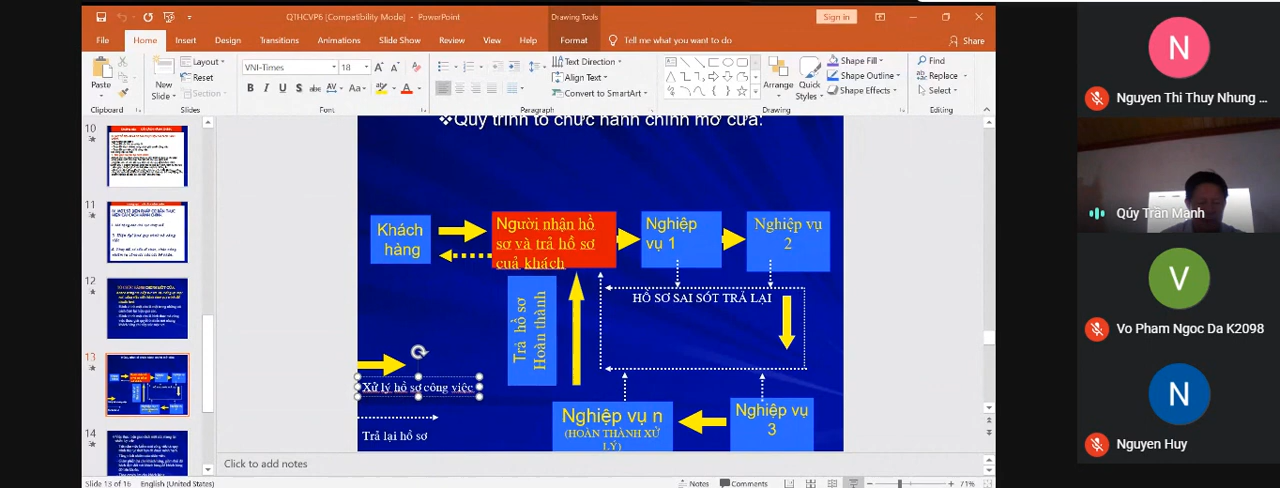 Q1HCVP6 [Compatibility Mode] - PowerPoint
Drawing Tools
Sign in
File
Home
Insert
Design
Transitions
Animations
Slide Show
Review
View
Help
Format
Tell me what you want to do
Share
Paste
Clipboard
New
Slide
Layout
Reset
Section
Slides
VNI-Times
18
Font
Text Direction
Align Text
Convert to SmartArt
Paragraph
Arrange
Quick
Styles
Shape Fill
Shape Outline
Shape Effects
Drawing
Find
Replace
Select
Editing
10
11
12
13
14
❖Quy trình tổ chức hành chính mở cửa:
Khách
hàng
Người nhận hồ
sơ và trả hồ sơ
cuả khách
Nghiệp
vụ 1
Nghiệp vụ
2
HỒ SƠ SAI SÓT TRẢ LẠI
Trả hồ sơ
Hoàn thành
Xử lý hồ sơ công việc
Trả lại hồ sơ
Nghiệp vụ n
(HOÀN THÀNH XỬ
LÝ)
Nghiệp vụ
3
Click to add notes
Slide 13 of 16
English (United States)
Notes
Comments
71%
N
Nguyen Thi Thuy Nhung ...
Qúy Trần Mạnh
V
Vo Pham Ngoc Da K2098
N
Nguyen Huy